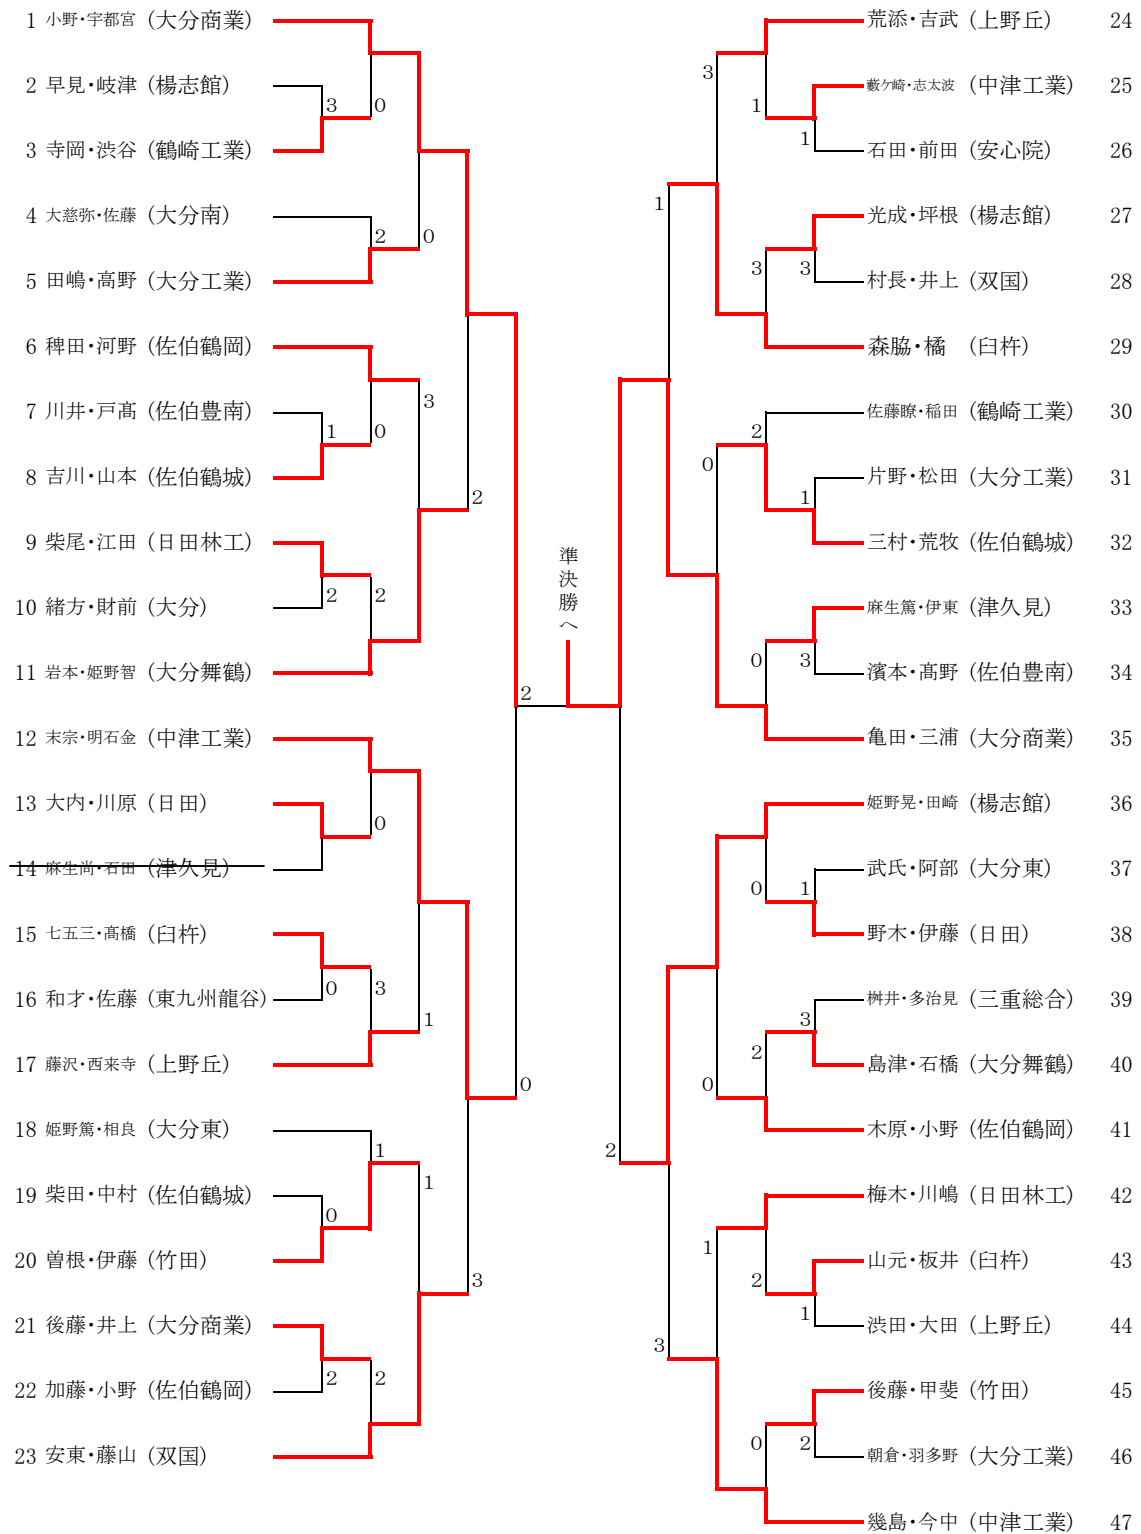 1 小野・宇都宮 (大分商業)
2 早見・岐津 (楊志館)
3 寺岡・渋谷 (鶴崎工業)
4 大慈弥・佐藤 (大分南)
5 田嶋・高野 (大分工業)
6 稗田・河野 (佐伯鶴岡)
7 川井・戸髙 (佐伯豊南)
8 吉川・山本 (佐伯鶴城)
9 柴尾・江田 (日田林工)
10 緒方・財前 (大分)
11 岩本・姫野智 (大分舞鶴)
12 末宗・明石金 (中津工業)
13 大内・川原 (日田)
14 麻生尚・石田 (津久見)
15 七五三・髙橋 (臼杵)
16 和才・佐藤 (東九州龍谷)
17 藤沢・西来寺 (上野丘)
18 姫野篤・相良 (大分東)
19 柴田・中村 (佐伯鶴城)
20 曽根・伊藤 (竹田)
21 後藤・井上 (大分商業)
22 加藤・小野 (佐伯鶴岡)
23 安東・藤山 (双国)
3
0
2
0
1
0
3
2
2
2
0
0
3
1
0
1
1
2
2
3
0
2
準決勝へ
荒添・吉武 (上野丘) 24
藪ケ崎・志太波 (中津工業) 25
石田・前田 (安心院) 26
光成・坪根 (楊志館) 27
村長・井上 (双国) 28
森脇・橘 (臼杵) 29
佐藤瞭・稲田 (鶴崎工業) 30
片野・松田 (大分工業) 31
三村・荒牧 (佐伯鶴城) 32
麻生篤・伊東 (津久見) 33
濱本・髙野 (佐伯豊南) 34
亀田・三浦 (大分商業) 35
姫野晃・田崎 (楊志館) 36
武氏・阿部 (大分東) 37
野木・伊藤 (日田) 38
桝井・多治見 (三重総合) 39
島津・石橋 (大分舞鶴) 40
木原・小野 (佐伯鶴岡) 41
梅木・川嶋 (日田林工) 42
山元・板井 (臼杵) 43
渋田・大田 (上野丘) 44
後藤・甲斐 (竹田) 45
朝倉・羽多野 (大分工業) 46
幾島・今中 (中津工業) 47
3
1
1
1
3
3
2
0
1
0
3
0
1
3
2
0
2
1
2
1
3
0
2